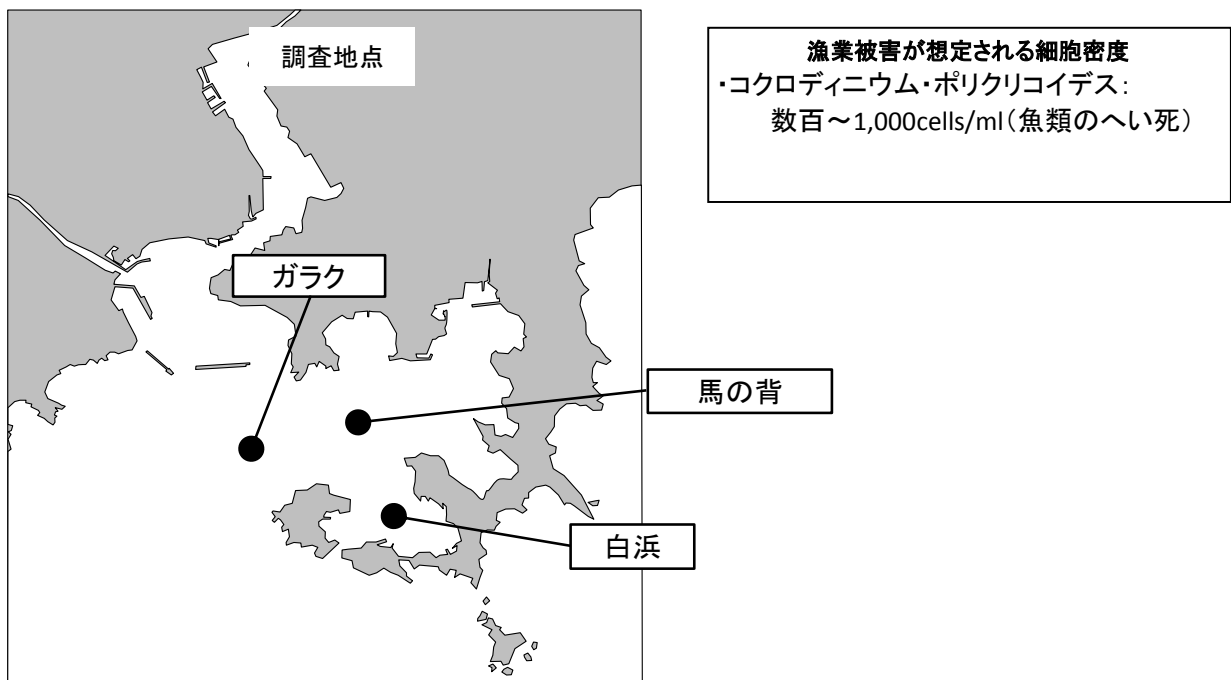 調査地点
漁業被害が想定される細胞密度
・コクロディニウム・ポリクリコイデス：
数百～1,000cells/ml（魚類のへい死）
ガラク
馬の背
白浜